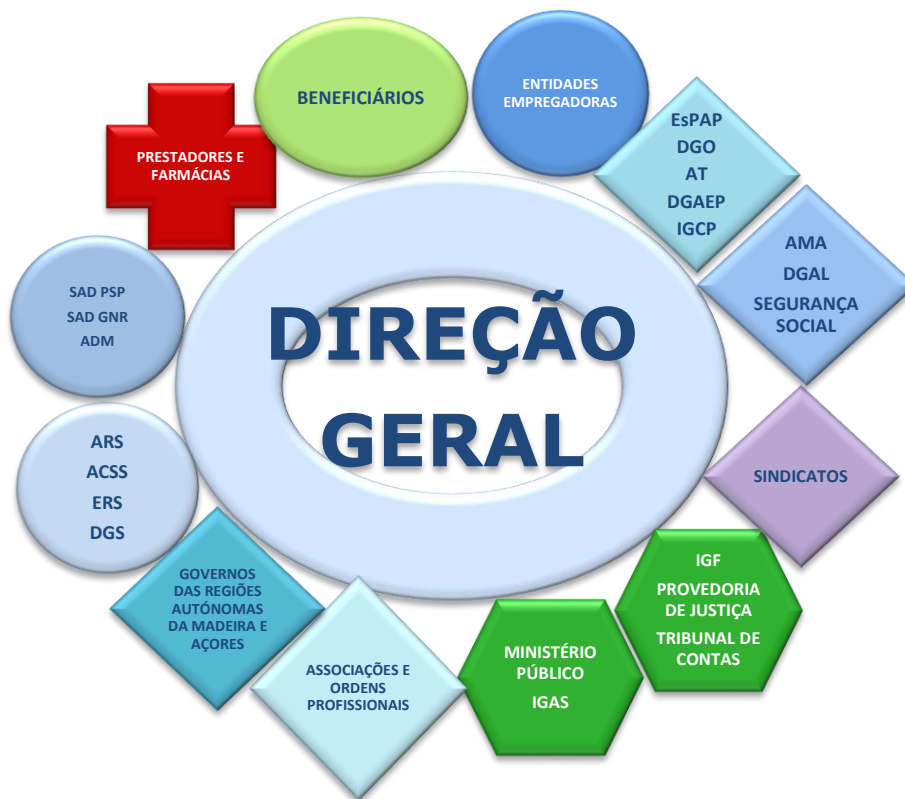 BENEFICIÁRIOS
ENTIDADES
EMPREGADORAS
EsPAP
DGO
AT
DGAEP
IGCP
PRESTADORES E
FARMÁCIAS
AMA
DGAL
SEGURANÇA
SOCIAL
SAD PSP
SAD GNR
ADM
DIREÇÃO
GERAL
ARS
ACSS
ERS
DGS
SINDICATOS
GOVERNOS
DAS REGIÕES
AUTÓNOMAS
DA MADEIRA E
AÇORES
IGF
PROVEDORIA
DE JUSTIÇA
TRIBUNAL DE
CONTAS
ASSOCIAÇÕES E
ORDENS
PROFISSIONAIS
MINISTÉRIO
PÚBLICO
IGAS